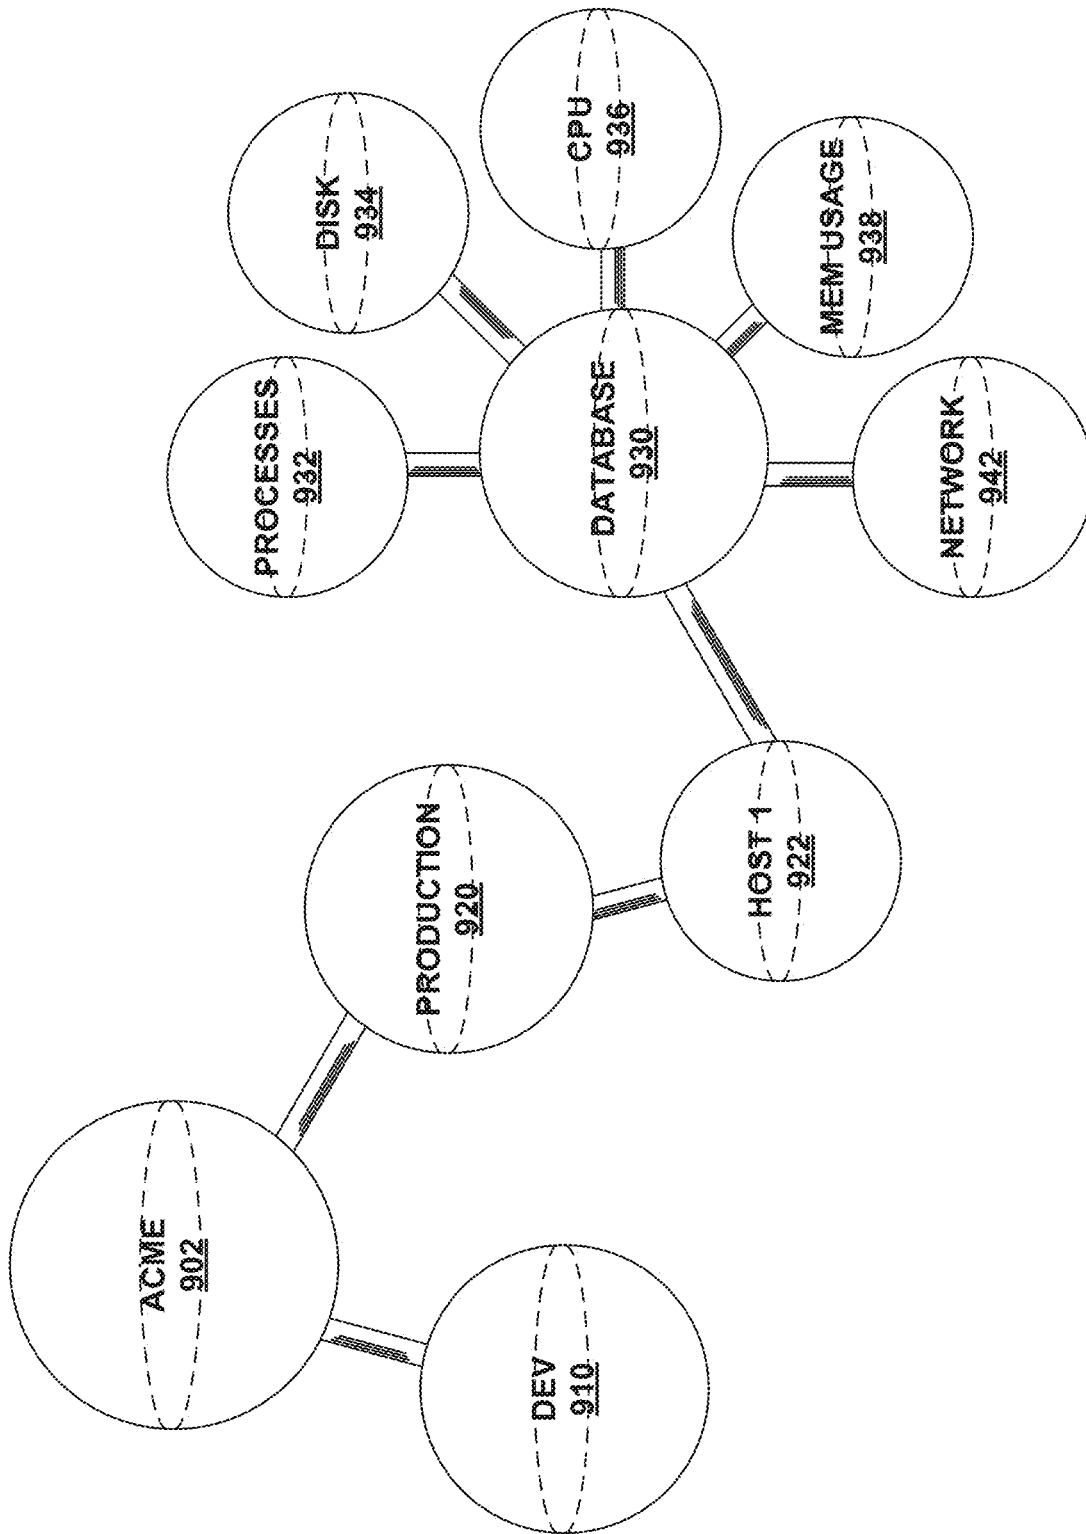 ACME
902
DEV
910
PRODUCTION
920
HOST 1
922
DATABASE
930
PROCESSES
932
DISK
934
CPU
936
MEM USAGE
938
NETWORK
942